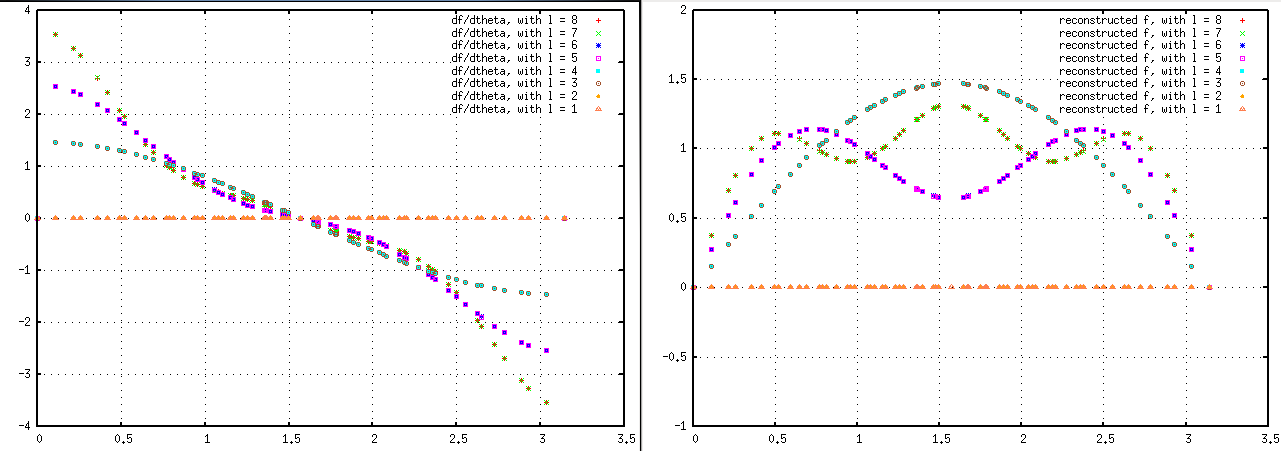 4
3
2
1
0
-1
-2
-3
-4
0
0.5
1
1.5
2
2.5
3
3.5
df/dtheta, with l = 8
df/dtheta, with l = 7
df/dtheta, with l = 6
df/dtheta, with l = 5
df/dtheta, with l = 4
df/dtheta, with l = 3
df/dtheta, with l = 2
df/dtheta, with l = 1
2
1.5
1
0.5
0
-0.5
-1
0
0.5
1
1.5
2
2.5
3
3.5
reconstructed f, with l = 8
reconstructed f, with l = 7
reconstructed f, with l = 6
reconstructed f, with l = 5
reconstructed f, with l = 4
reconstructed f, with l = 3
reconstructed f, with l = 2
reconstructed f, with l = 1